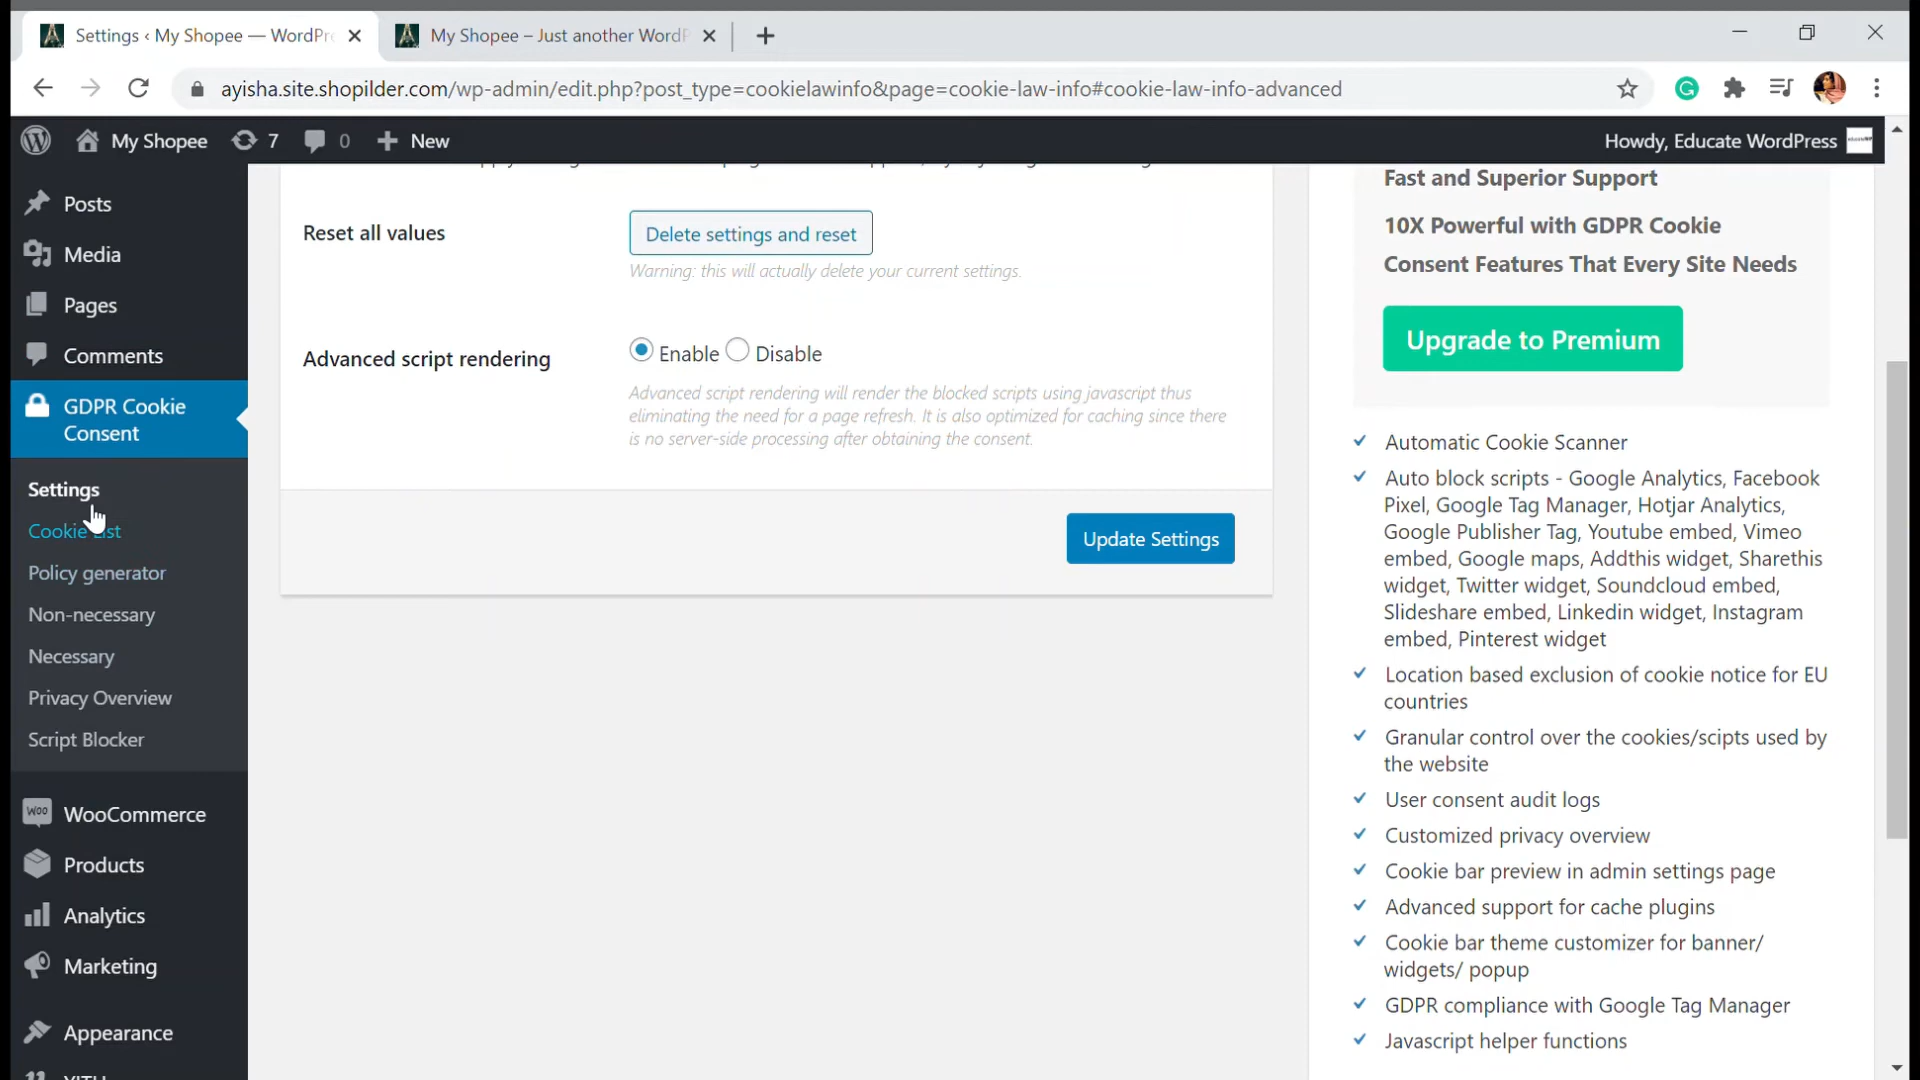 Settings ‹ My Shopee — WordPr
My Shopee – Just another WordP
ayisha.site.shopilder.com/wp-admin/edit.php?post_type=cookielawinfo&page=cookie-law-info#cookie-law-info-advanced
My Shopee
7
0
New
Howdy, Educate WordPress
Posts
Media
Pages
Comments
GDPR Cookie
Consent
Settings
Cookie List
Policy generator
Non-necessary
Necessary
Privacy Overview
Script Blocker
Woo
WooCommerce
Products
Analytics
Marketing
Appearance
YITH
Reset all values
Delete settings and reset
Warning: this will actually delete your current settings.
Advanced script rendering
Enable
Disable
Advanced script rendering will render the blocked scripts using javascript thus
eliminating the need for a page refresh. It is also optimized for caching since there
is no server-side processing after obtaining the consent.
Update Settings
Fast and Superior Support
10X Powerful with GDPR Cookie
Consent Features That Every Site Needs
Upgrade to Premium
Automatic Cookie Scanner
Auto block scripts - Google Analytics, Facebook
Pixel, Google Tag Manager, Hotjar Analytics,
Google Publisher Tag, Youtube embed, Vimeo
embed, Google maps, Addthis widget, Sharethis
widget, Twitter widget, Soundcloud embed,
Slideshare embed, Linkedin widget, Instagram
embed, Pinterest widget
Location based exclusion of cookie notice for EU
countries
Granular control over the cookies/scipts used by
the website
User consent audit logs
Customized privacy overview
Cookie bar preview in admin settings page
Advanced support for cache plugins
Cookie bar theme customizer for banner/
widgets/ popup
GDPR compliance with Google Tag Manager
Javascript helper functions